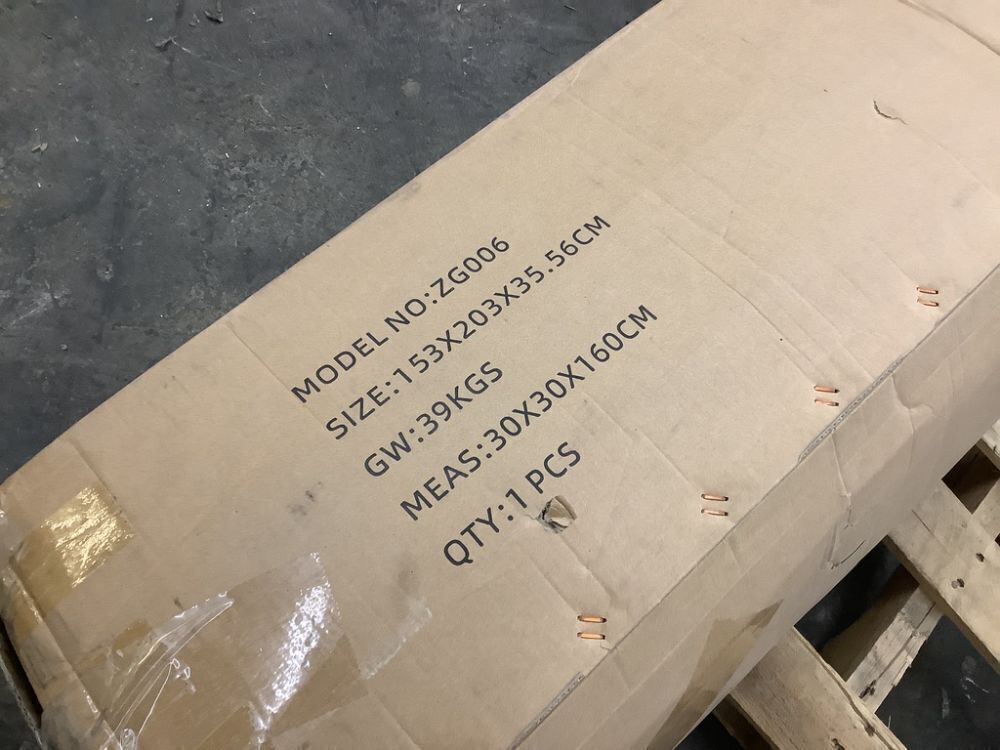 MODEL NO:ZG006
SIZE:153X203X35.56CM
GW:39KGS
MEAS:30X30X160CM
QTY:1 PCS